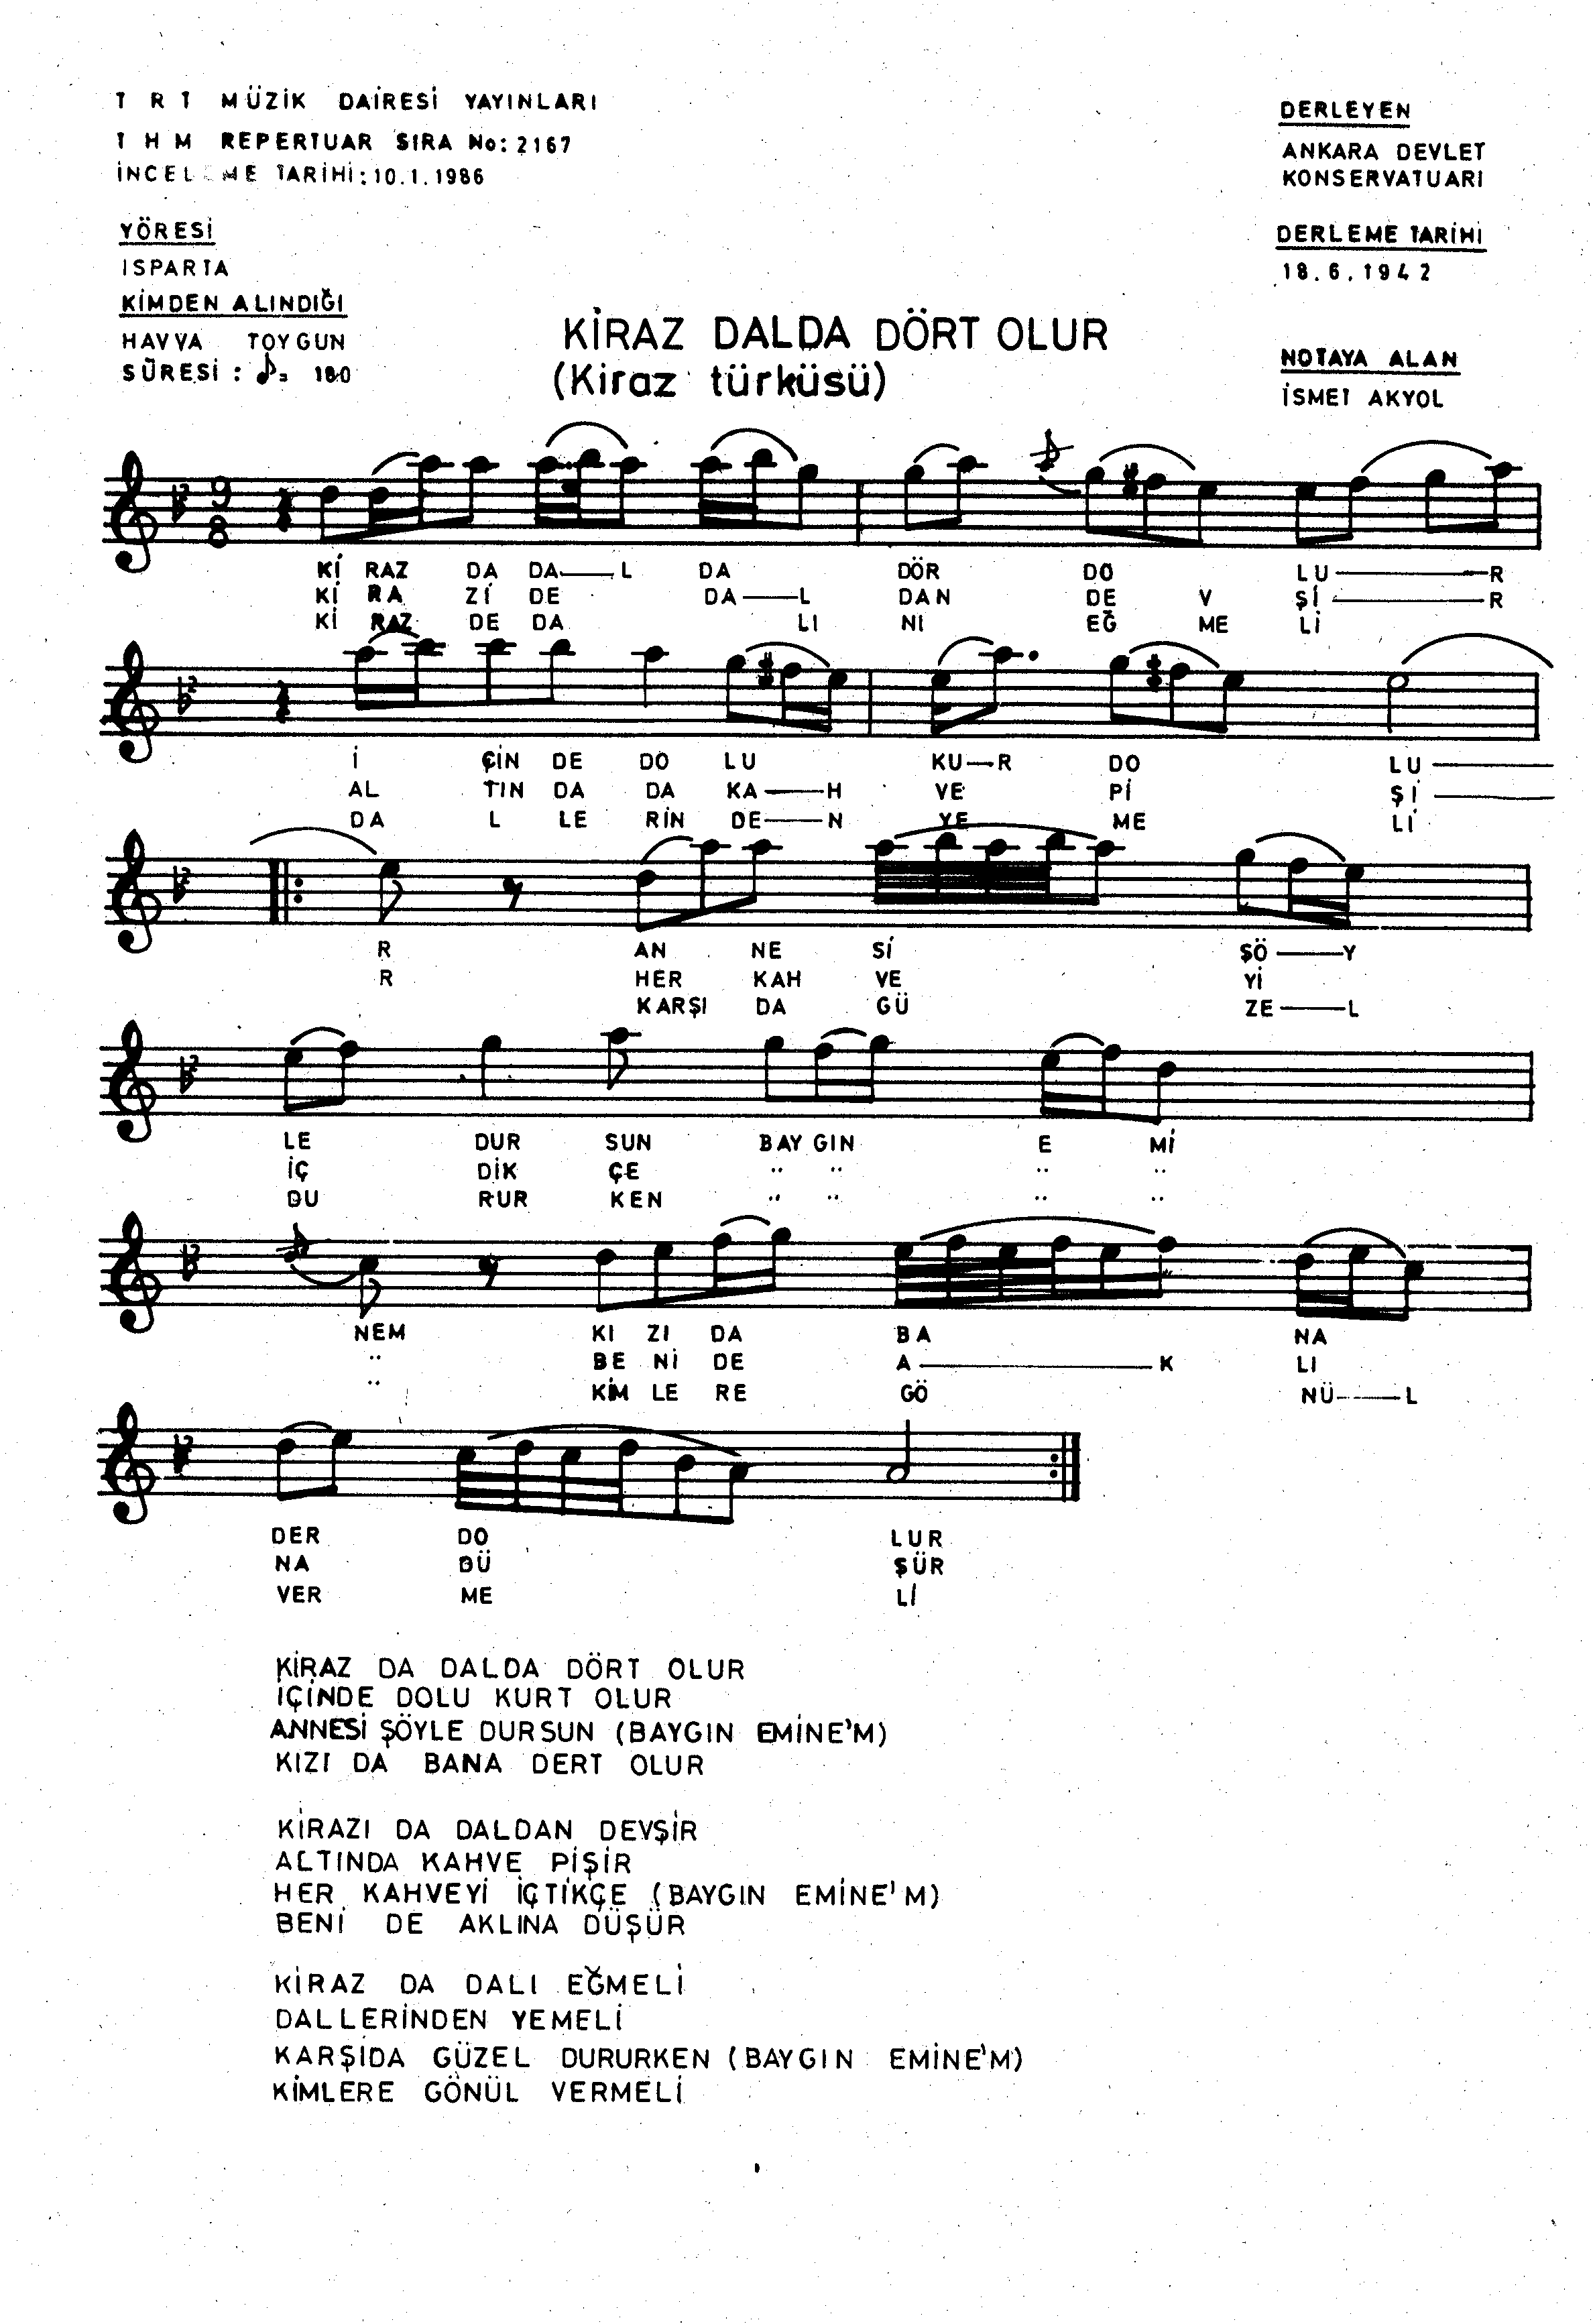 TRT MÜZİK DAİRESİ YAYINLARI
THM REPERTUAR SIRA No: 2167
İNCELEME TARİHİ: 10.1.1986
DERLEYEN
ANKARA DEVLET
KONSERVATUARI
YÖRESİ
ISPARTA
DERLEME TARİHİ
18.6.1942
KİMDEN ALINDIĞI
HAVVA TOYGUN
SÜRESİ: ♪= 180
KİRAZ DALDA DÖRT OLUR
(Kiraz türküsü)
NOTAYA ALAN
İSMET AKYOL
9
8
Kİ RAZ DA DA—L DA DÖR DO LU—R
Kİ RA ZI DE DA—L DAN DE V Şİ—R
Kİ RAZ DE DA LI NI EĞ ME Lİ
İ ÇİN DE DO LU KU—R DO LU—
AL TIN DA DA KA—H VE Pİ Şİ—
DA L LE RİN DE—N YE ME Lİ
R AN NE Sİ ŞÖ—Y
R HER KAH VE Yİ
KARŞI DA GÜ ZE—L
LE DUR SUN BAY GIN E Mİ
İÇ DİK ÇE " " " "
DU RUR KEN " " " "
NEM KI ZI DA BA NA
" BE Nİ DE A—K LI
" KİM LE RE GÖ NÜ—L
DER DO LUR
NA DÜ ŞÜR
VER ME Lİ
KİRAZ DA DALDA DÖRT OLUR
İÇİNDE DOLU KURT OLUR
ANNESİ ŞÖYLE DURSUN (BAYGIN EMİNE'M)
KIZI DA BANA DERT OLUR
KİRAZI DA DALDAN DEVŞİR
ALTINDA KAHVE PİŞİR
HER KAHVEYİ İÇTİKÇE (BAYGIN EMİNE'M)
BENİ DE AKLINA DÜŞÜR
KİRAZ DA DALI EĞMELİ
DALLERİNDEN YEMELİ
KARŞIDA GÜZEL DURURKEN (BAYGIN EMİNE'M)
KİMLERE GÖNÜL VERMELİ